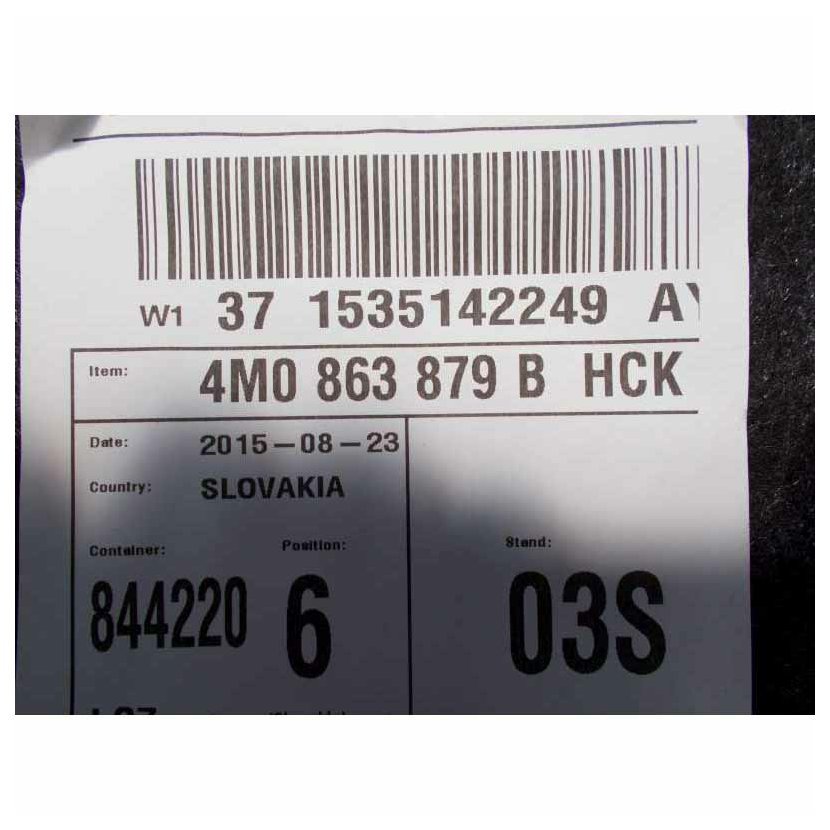 W1 37 1535142249 AY
Item: 4M0 863 879 B HCK
Date: 2015-08-23
Country: SLOVAKIA
Container: Position: Stand:
844220 6 03S